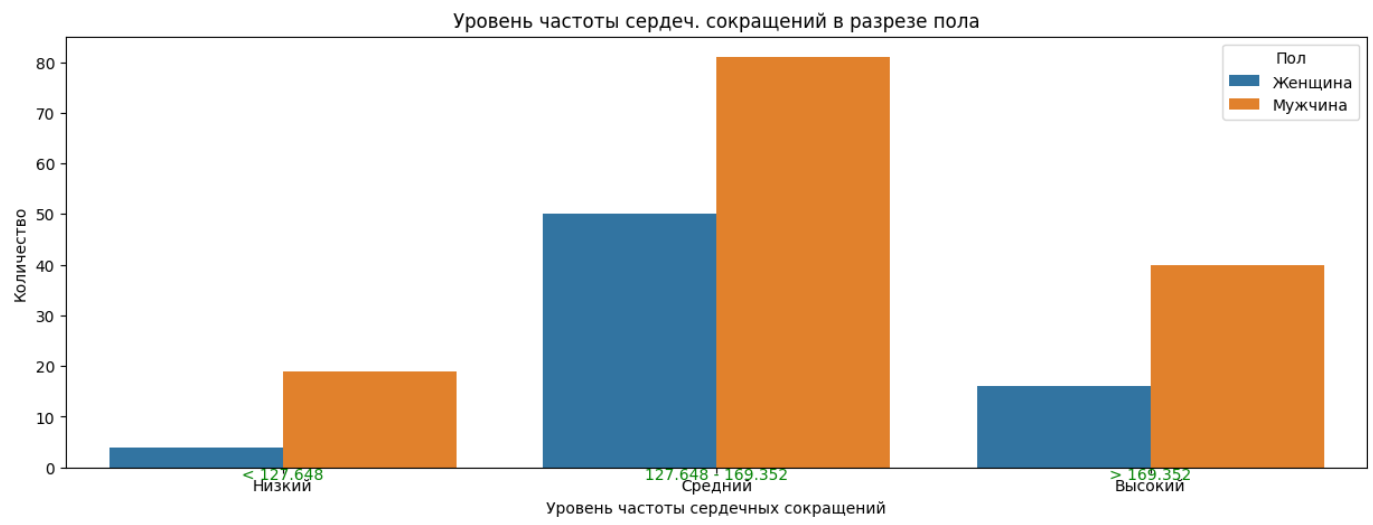 Уровень частоты сердеч. сокращений в разрезе пола
Пол
Женщина
Мужчина
Количество
80
70
60
50
40
30
20
10
0
< 127.648
127.648 - 169.352
> 169.352
Низкий
Средний
Высокий
Уровень частоты сердечных сокращений